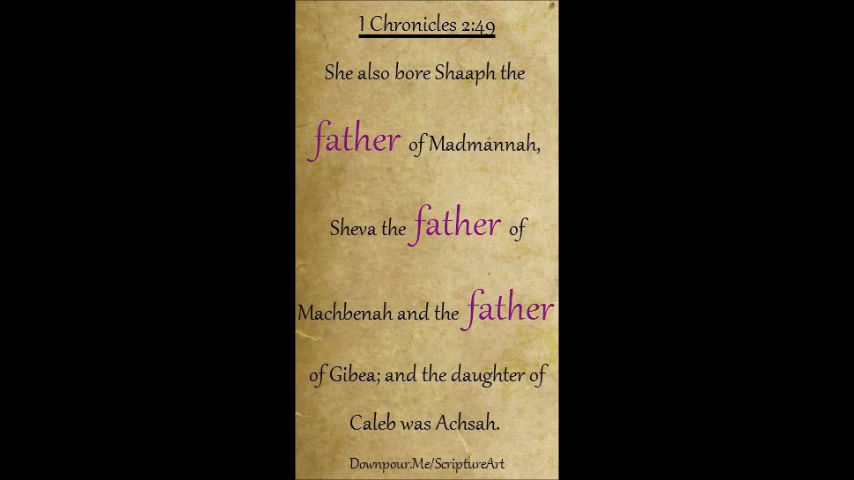 I Chronicles 2:49
She also bore Shaaph the
father of Madmannah,
Sheva the father of
Machbenah and the father
of Gibea; and the daughter of
Caleb was Achsah.
Downpour.Me/ScriptureArt